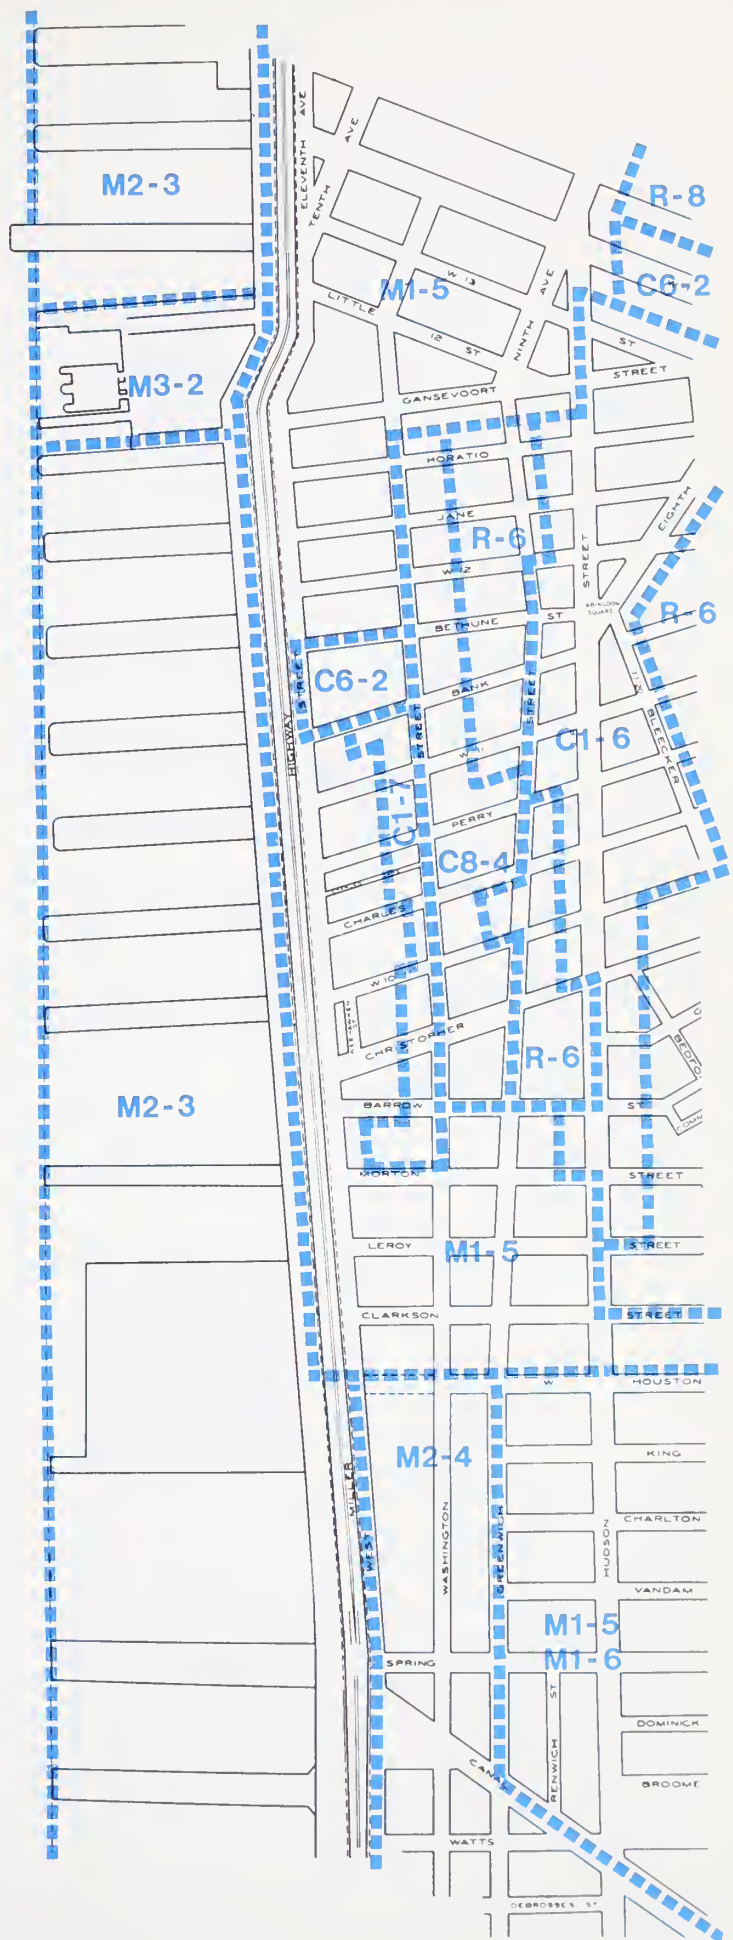 ELEVENTH AVE
TENTH AVE
M2-3
R-8
W 13
M1-5
C6-2
LITTLE
12 ST
NINTH AVE
ST
STREET
M3-2
GANSEVOORT
HORATIO
EIGHTH
JANE
R-6
STREET
W 12
ABINGDON SQUARE
R-6
BETHUNE ST
STREET
C6-2
BANK
STREET
HIGHWAY
STREET
C1-6
BLEECKER
C1-7
PERRY
C8-4
CHARLES
W 10
WEEHAWKEN ST
CHRISTOPHER
R-6
M2-3
BARROW ST
MORTON STREET
LEROY STREET
M1-5
CLARKSON STREET
W HOUSTON
M2-4
KING
MILLER
WEST
WASHINGTON
GREENWICH
HUDSON
CHARLTON
VANDAM
M1-5
M1-6
SPRING
RENWICK ST
DOMINICK
CANAL
BROOME
WATTS
DEBROSSES ST